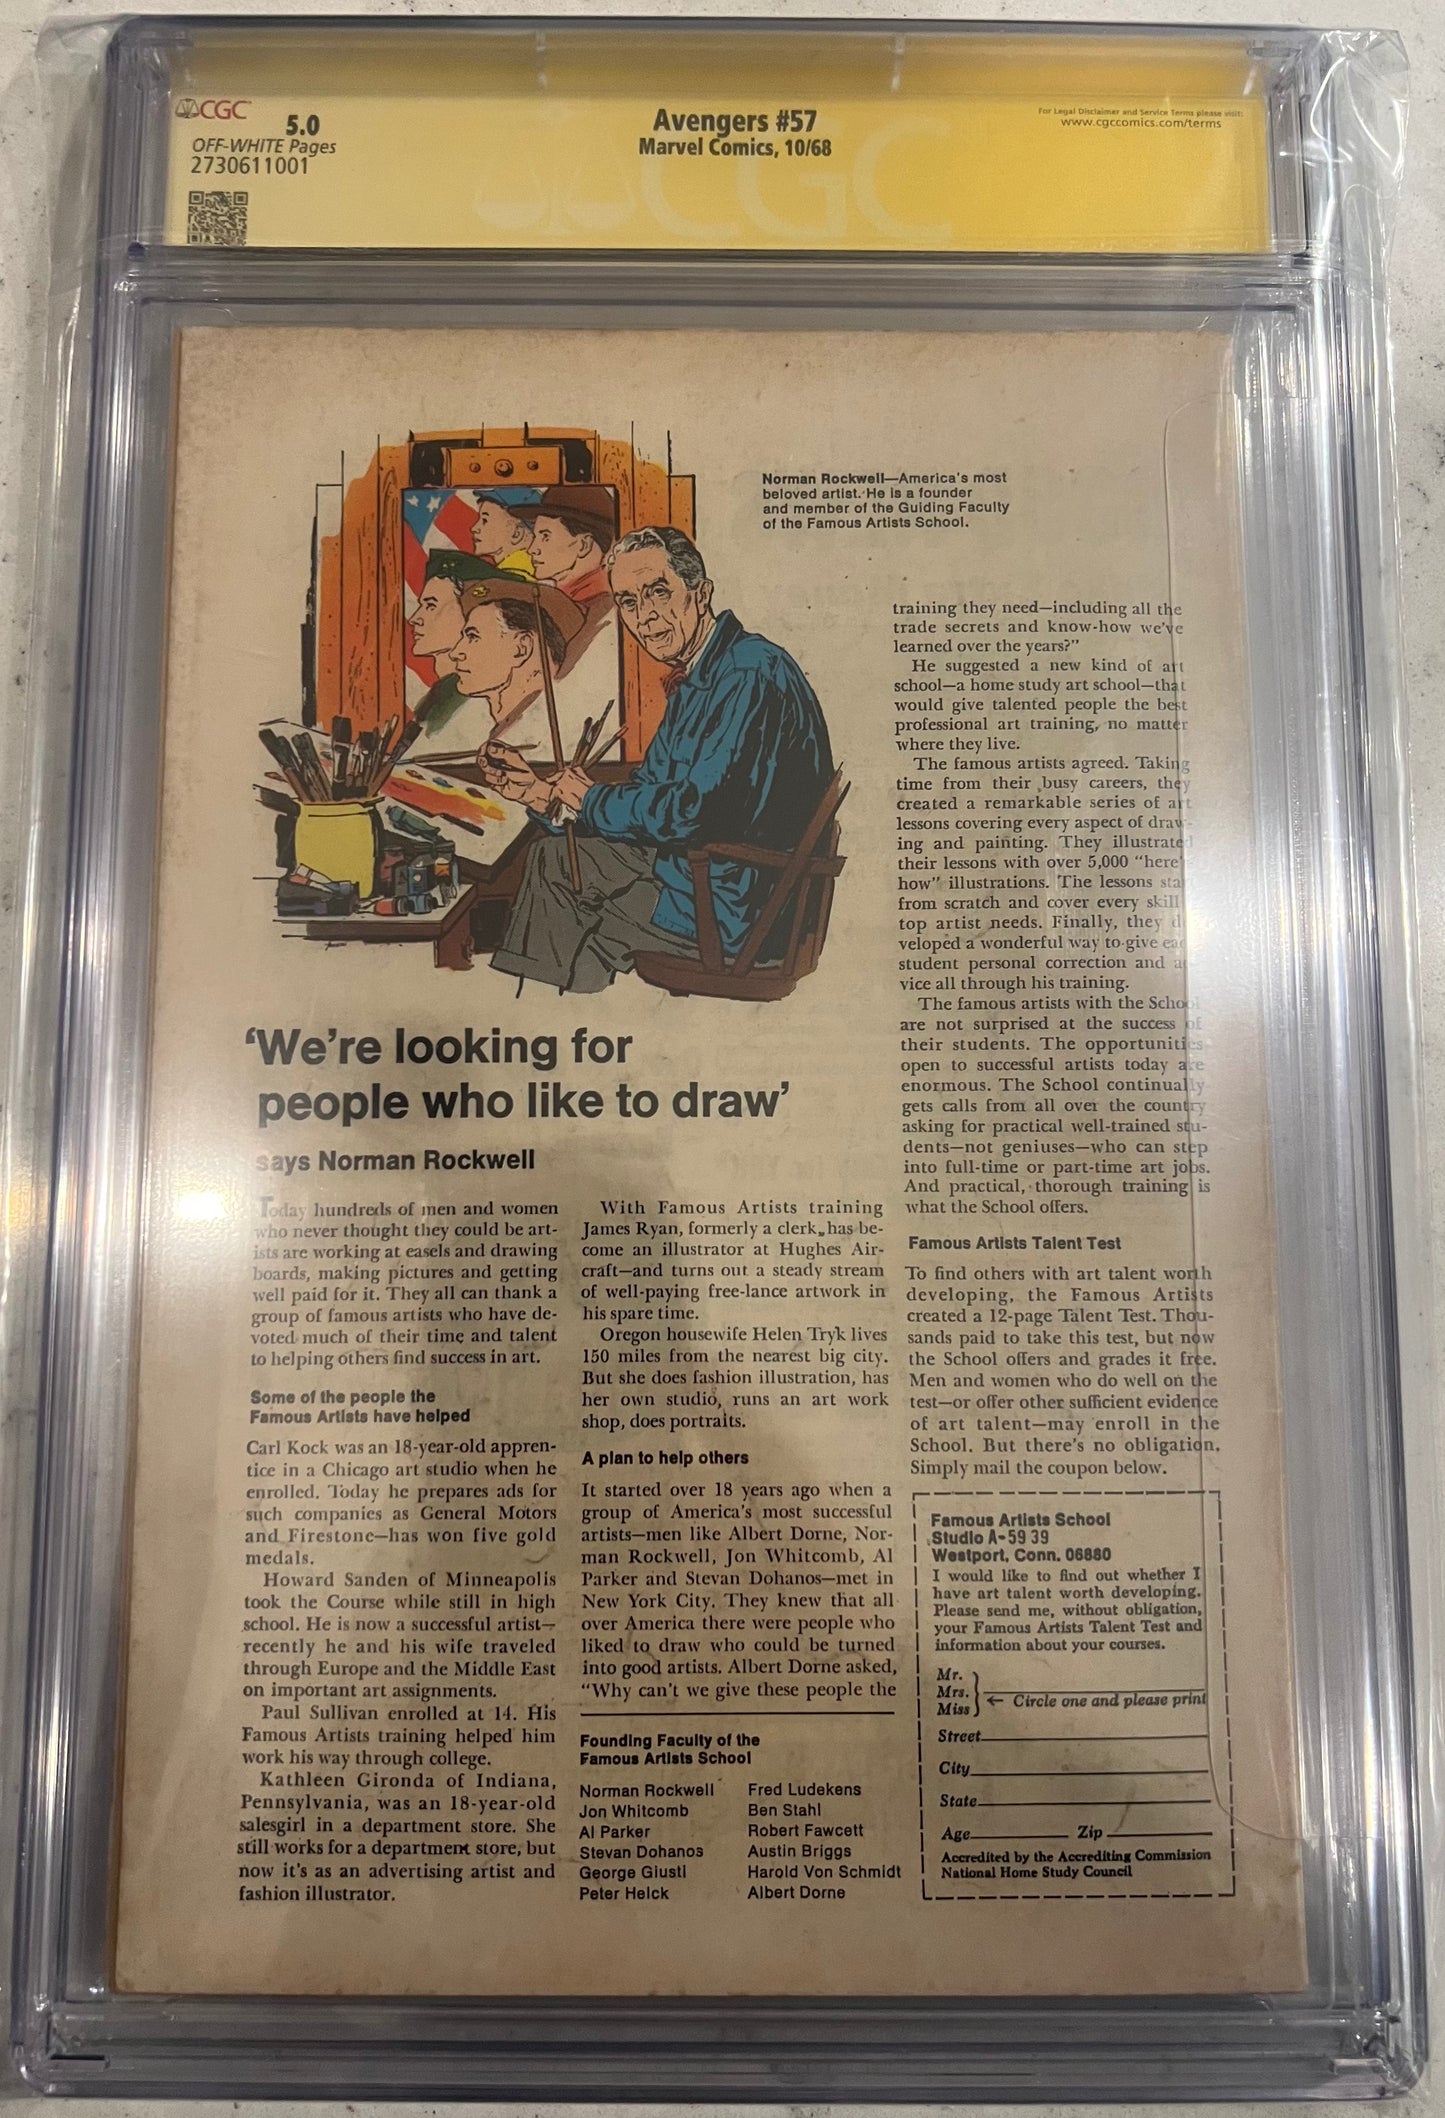 CGC
5.0
OFF-WHITE Pages
2730611001
Avengers #57
Marvel Comics, 10/68
For Legal Disclaimer and Service Terms please visit:
www.cgccomics.com/terms
CGC
Norman Rockwell—America's most
beloved artist. He is a founder
and member of the Guiding Faculty
of the Famous Artists School.
'We're looking for
people who like to draw'
says Norman Rockwell
Today hundreds of men and women
who never thought they could be art-
ists are working at easels and drawing
boards, making pictures and getting
well paid for it. They all can thank a
group of famous artists who have de-
voted much of their time and talent
to helping others find success in art.
Some of the people the
Famous Artists have helped
Carl Kock was an 18-year-old appren-
tice in a Chicago art studio when he
enrolled. Today he prepares ads for
such companies as General Motors
and Firestone—has won five gold
medals.
Howard Sanden of Minneapolis
took the Course while still in high
school. He is now a successful artist—
recently he and his wife traveled
through Europe and the Middle East
on important art assignments.
Paul Sullivan enrolled at 14. His
Famous Artists training helped him
work his way through college.
Kathleen Gironda of Indiana,
Pennsylvania, was an 18-year-old
salesgirl in a department store. She
still works for a department store, but
now it's as an advertising artist and
fashion illustrator.
With Famous Artists training
James Ryan, formerly a clerk, has be-
come an illustrator at Hughes Air-
craft—and turns out a steady stream
of well-paying free-lance artwork in
his spare time.
Oregon housewife Helen Tryk lives
150 miles from the nearest big city.
But she does fashion illustration, has
her own studio, runs an art work
shop, does portraits.
A plan to help others
It started over 18 years ago when a
group of America's most successful
artists—men like Albert Dorne, Nor-
man Rockwell, Jon Whitcomb, Al
Parker and Stevan Dohanos—met in
New York City. They knew that all
over America there were people who
liked to draw who could be turned
into good artists. Albert Dorne asked,
"Why can't we give these people the
Founding Faculty of the
Famous Artists School
Norman Rockwell Fred Ludekens
Jon Whitcomb Ben Stahl
Al Parker Robert Fawcett
Stevan Dohanos Austin Briggs
George Giusti Harold Von Schmidt
Peter Helck Albert Dorne
training they need—including all the
trade secrets and know-how we've
learned over the years?"
He suggested a new kind of art
school—a home study art school—that
would give talented people the best
professional art training, no matter
where they live.
The famous artists agreed. Taking
time from their busy careers, they
created a remarkable series of art
lessons covering every aspect of draw-
ing and painting. They illustrated
their lessons with over 5,000 "here's
how" illustrations. The lessons
from scratch and cover every skill
top artist needs. Finally, they de-
veloped a wonderful way to give each
student personal correction and ad-
vice all through his training.
The famous artists with the School
are not surprised at the success of
their students. The opportunities
open to successful artists today are
enormous. The School continually
gets calls from all over the country
asking for practical well-trained stu-
dents—not geniuses—who can step
into full-time or part-time art jobs.
And practical, thorough training is
what the School offers.
Famous Artists Talent Test
To find others with art talent worth
developing, the Famous Artists
created a 12-page Talent Test. Thou-
sands paid to take this test, but now
the School offers and grades it free.
Men and women who do well on the
test—or offer other sufficient evidence
of art talent—may enroll in the
School. But there's no obligation.
Simply mail the coupon below.
Famous Artists School
Studio A-59 39
Westport, Conn. 06880
I would like to find out whether I
have art talent worth developing.
Please send me, without obligation,
your Famous Artists Talent Test and
information about your courses.
Mr.
Mrs.
Miss
← Circle one and please print
Street
City
State
Age Zip
Accredited by the Accrediting Commission
National Home Study Council